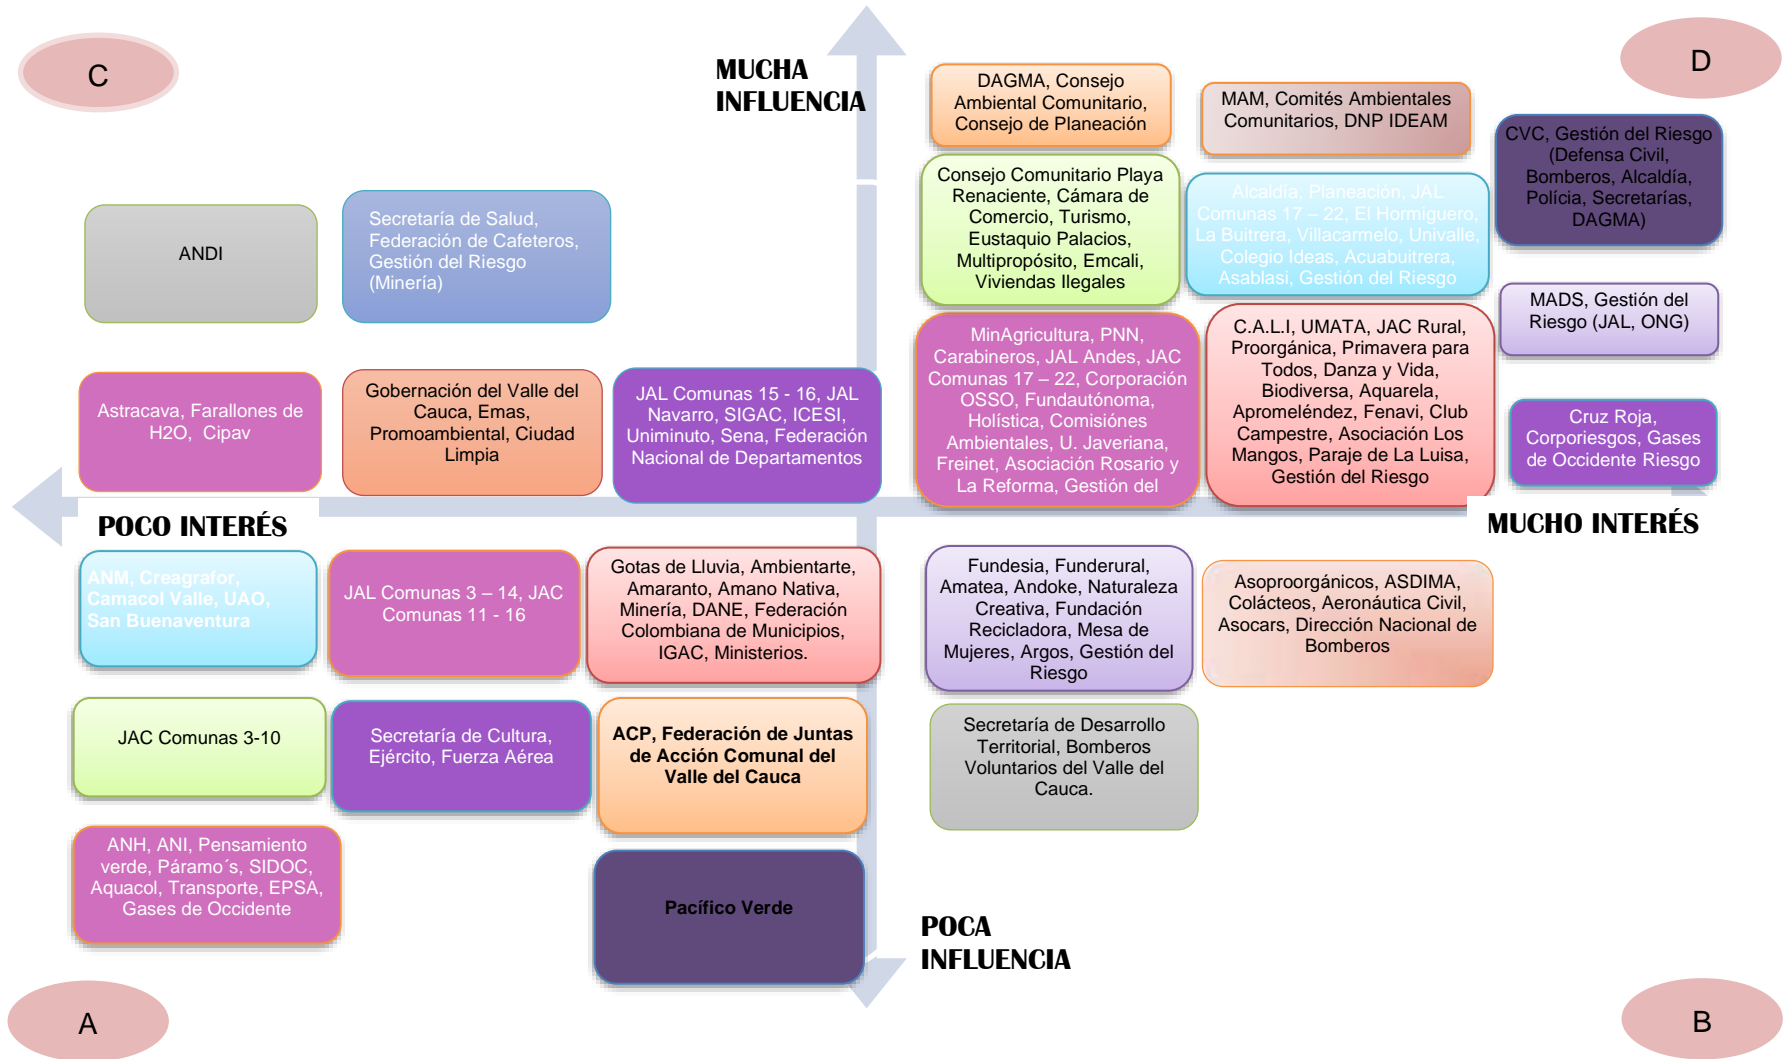 C
D
MUCHA
INFLUENCIA
DAGMA, Consejo
Ambiental Comunitario,
Consejo de Planeación
MAM, Comités Ambientales
Comunitarios, DNP IDEAM
CVC, Gestión del Riesgo
(Defensa Civil,
Bomberos, Alcaldía,
Polícia, Secretarías,
DAGMA)
Consejo Comunitario Playa
Renaciente, Cámara de
Comercio, Turismo,
Eustaquio Palacios,
Multipropósito, Emcali,
Viviendas Ilegales
Alcaldía, Planeación, JAL
Comunas 17 – 22, El Hormiguero,
La Buitrera, Villacarmelo, Univalle,
Colegio Ideas, Acuabuitrera,
Asablasi, Gestión del Riesgo
ANDI
Secretaría de Salud,
Federación de Cafeteros,
Gestión del Riesgo
(Minería)
MADS, Gestión del
Riesgo (JAL, ONG)
MinAgricultura, PNN,
Carabineros, JAL Andes, JAC
Comunas 17 – 22, Corporación
OSSO, Fundautónoma,
Holística, Comisiónes
Ambientales, U. Javeriana,
Freinet, Asociación Rosario y
La Reforma, Gestión del
C.A.L.I, UMATA, JAC Rural,
Proorgánica, Primavera para
Todos, Danza y Vida,
Biodiversa, Aquarela,
Apromeléndez, Fenavi, Club
Campestre, Asociación Los
Mangos, Paraje de La Luisa,
Gestión del Riesgo
Astracava, Farallones de
H2O, Cipav
Gobernación del Valle del
Cauca, Emas,
Promoambiental, Ciudad
Limpia
JAL Comunas 15 - 16, JAL
Navarro, SIGAC, ICESI,
Uniminuto, Sena, Federación
Nacional de Departamentos
Cruz Roja,
Corporiesgos, Gases
de Occidente Riesgo
POCO INTERÉS
MUCHO INTERÉS
ANM, Creagrafor,
Camacol Valle, UAO,
San Buenaventura
JAL Comunas 3 – 14, JAC
Comunas 11 - 16
Gotas de Lluvia, Ambientarte,
Amaranto, Amano Nativa,
Minería, DANE, Federación
Colombiana de Municipios,
IGAC, Ministerios.
Fundesia, Funderural,
Amatea, Andoke, Naturaleza
Creativa, Fundación
Recicladora, Mesa de
Mujeres, Argos, Gestión del
Riesgo
Asoproorgánicos, ASDIMA,
Colácteos, Aeronáutica Civil,
Asocars, Dirección Nacional de
Bomberos
JAC Comunas 3-10
Secretaría de Cultura,
Ejército, Fuerza Aérea
ACP, Federación de Juntas
de Acción Comunal del
Valle del Cauca
Secretaría de Desarrollo
Territorial, Bomberos
Voluntarios del Valle del
Cauca.
ANH, ANI, Pensamiento
verde, Páramo´s, SIDOC,
Aquacol, Transporte, EPSA,
Gases de Occidente
Pacífico Verde
POCA
INFLUENCIA
A
B